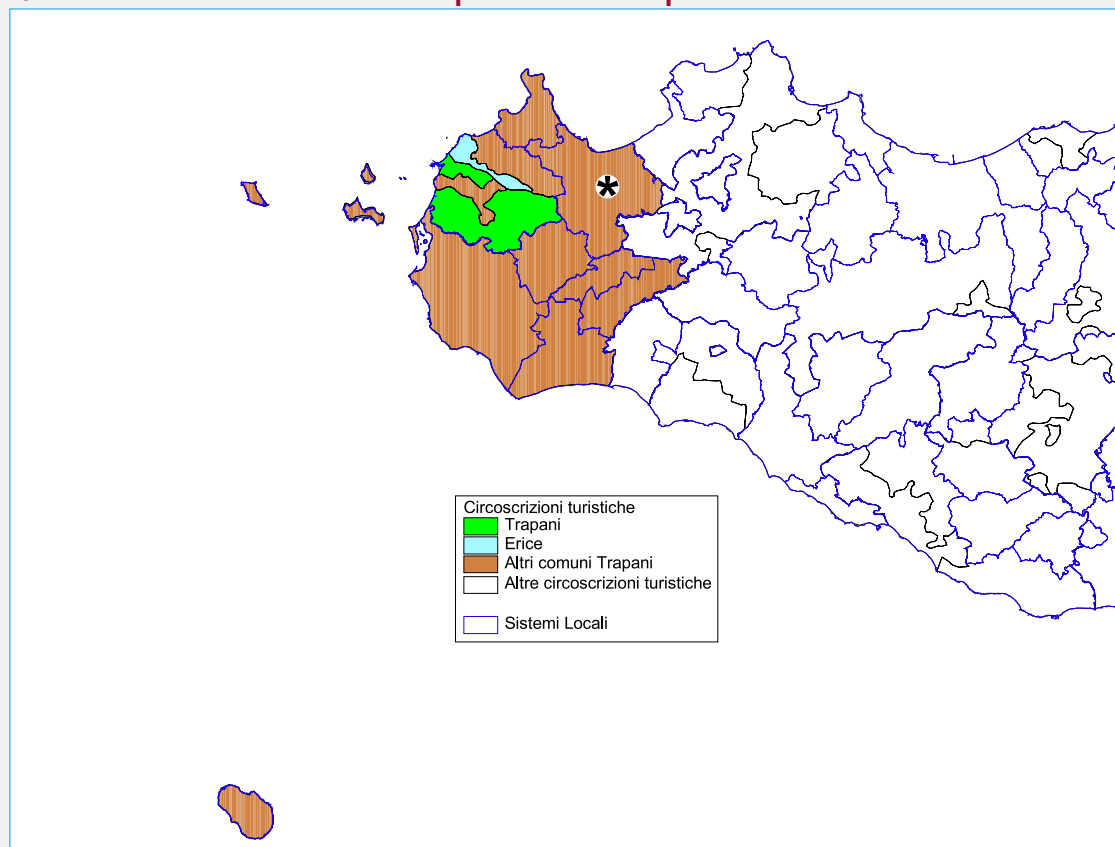 Circoscrizioni turistiche
Trapani
Erice
Altri comuni Trapani
Altre circoscrizioni turistiche
Sistemi Locali
*